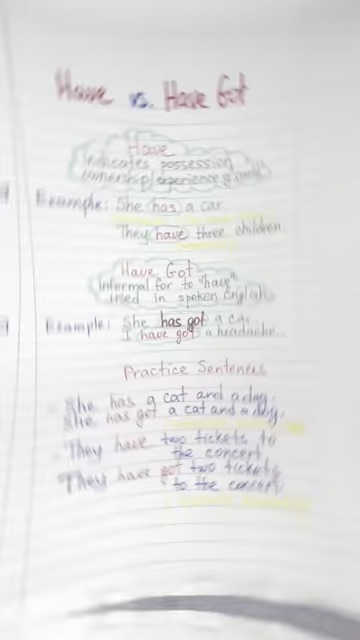 Have vs. Have Got
Have
indicates possession
ownership/experience
Example: She has a car.
They have three children.
Have Got
Informal for to "have"
used in spoken English
Example: She has got a car.
I have got a headache.
Practice Sentences
She has a cat and a dog.
She has got a cat and a dog.
They have two tickets to
the concert.
They have got two tickets
to the concert.